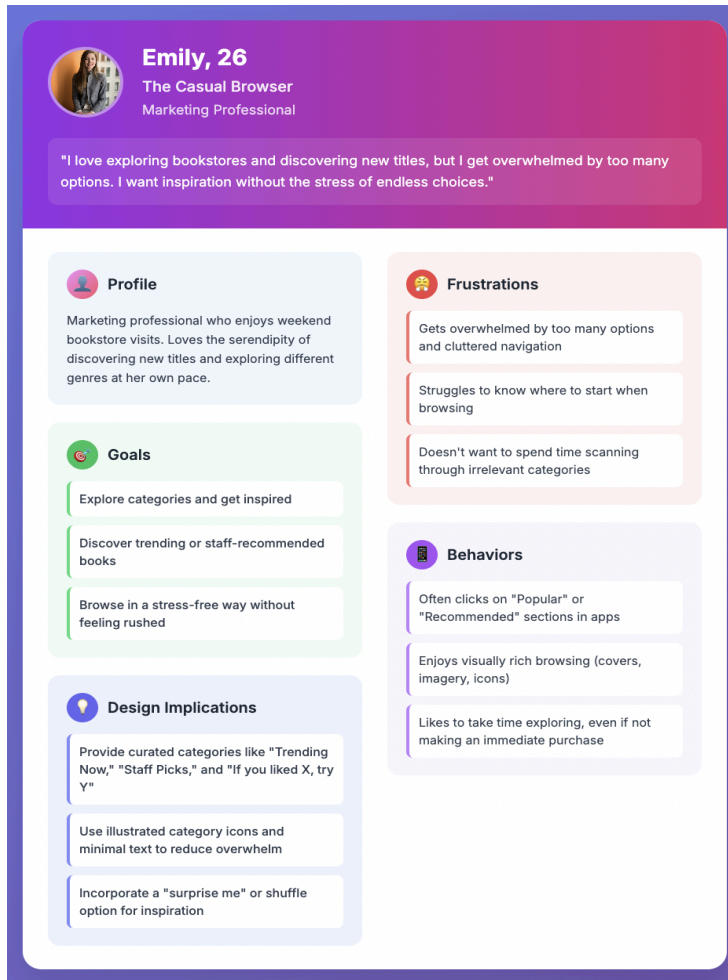 Emily, 26
The Casual Browser
Marketing Professional
"I love exploring bookstores and discovering new titles, but I get overwhelmed by too many
options. I want inspiration without the stress of endless choices."
Profile
Marketing professional who enjoys weekend
bookstore visits. Loves the serendipity of
discovering new titles and exploring different
genres at her own pace.
Goals
Explore categories and get inspired
Discover trending or staff-recommended
books
Browse in a stress-free way without
feeling rushed
Design Implications
Provide curated categories like "Trending
Now," "Staff Picks," and "If you liked X, try
Y"
Use illustrated category icons and
minimal text to reduce overwhelm
Incorporate a "surprise me" or shuffle
option for inspiration
Frustrations
Gets overwhelmed by too many options
and cluttered navigation
Struggles to know where to start when
browsing
Doesn't want to spend time scanning
through irrelevant categories
Behaviors
Often clicks on "Popular" or
"Recommended" sections in apps
Enjoys visually rich browsing (covers,
imagery, icons)
Likes to take time exploring, even if not
making an immediate purchase